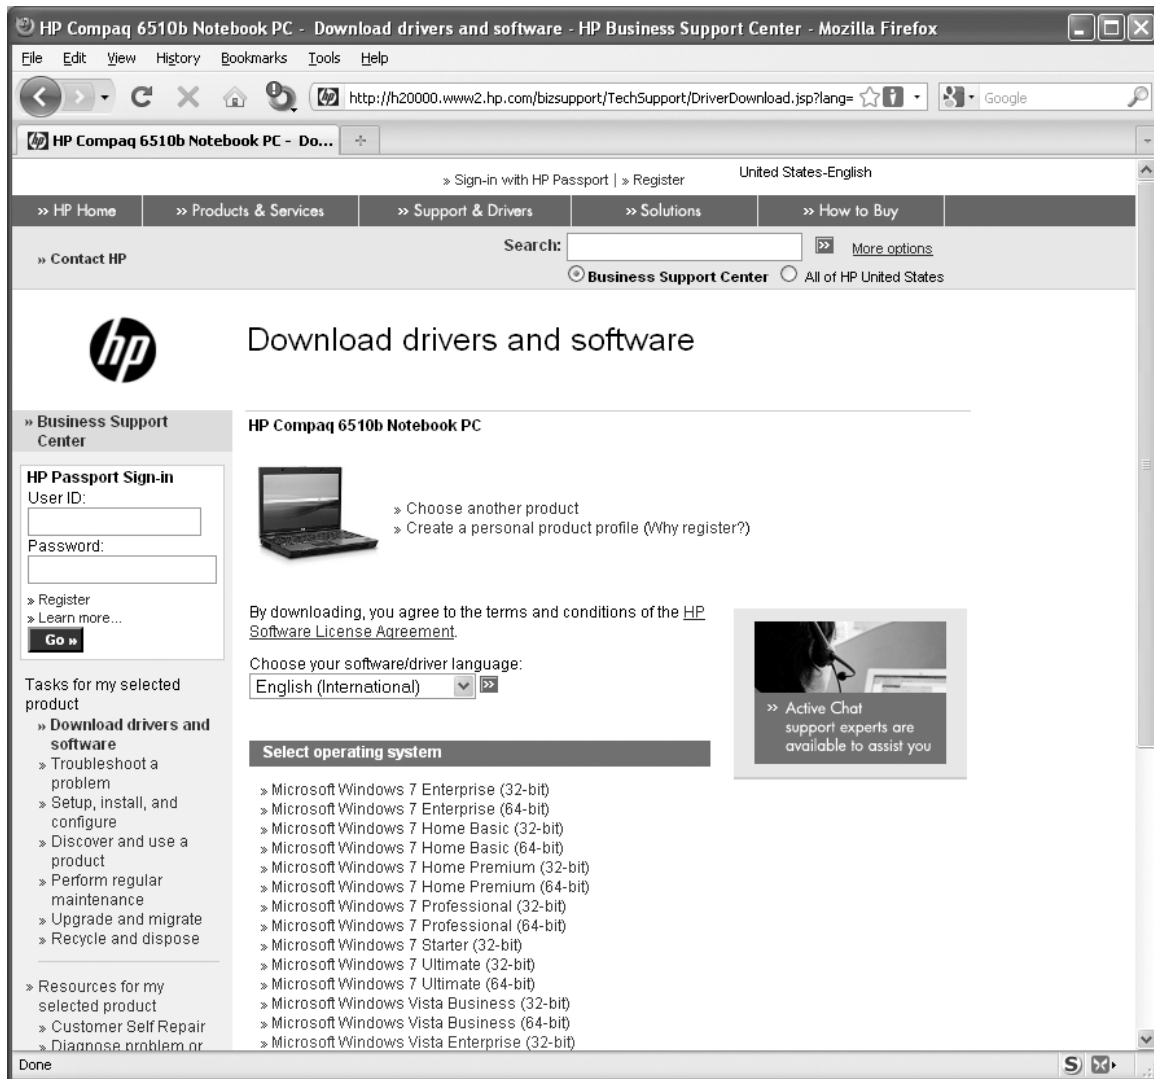 HP Compaq 6510b Notebook PC - Download drivers and software - HP Business Support Center - Mozilla Firefox
File Edit View History Bookmarks Tools Help
http://h20000.www2.hp.com/bizsupport/TechSupport/DriverDownload.jsp?lang= Google
HP Compaq 6510b Notebook PC - Do...
» Sign-in with HP Passport | » Register United States-English
» HP Home » Products & Services » Support & Drivers » Solutions » How to Buy
» Contact HP
Search: » More options
Business Support Center All of HP United States
hp
Download drivers and software
» Business Support
Center
HP Passport Sign-in
User ID:
Password:
» Register
» Learn more...
Go »
Tasks for my selected
product
» Download drivers and
software
» Troubleshoot a
problem
» Setup, install, and
configure
» Discover and use a
product
» Perform regular
maintenance
» Upgrade and migrate
» Recycle and dispose
» Resources for my
selected product
» Customer Self Repair
» Diagnose problem or
HP Compaq 6510b Notebook PC
» Choose another product
» Create a personal product profile (Why register?)
By downloading, you agree to the terms and conditions of the HP
Software License Agreement.
Choose your software/driver language:
English (International) »
Select operating system
» Microsoft Windows 7 Enterprise (32-bit)
» Microsoft Windows 7 Enterprise (64-bit)
» Microsoft Windows 7 Home Basic (32-bit)
» Microsoft Windows 7 Home Basic (64-bit)
» Microsoft Windows 7 Home Premium (32-bit)
» Microsoft Windows 7 Home Premium (64-bit)
» Microsoft Windows 7 Professional (32-bit)
» Microsoft Windows 7 Professional (64-bit)
» Microsoft Windows 7 Starter (32-bit)
» Microsoft Windows 7 Ultimate (32-bit)
» Microsoft Windows 7 Ultimate (64-bit)
» Microsoft Windows Vista Business (32-bit)
» Microsoft Windows Vista Business (64-bit)
» Microsoft Windows Vista Enterprise (32-bit)
» Active Chat
support experts are
available to assist you
Done